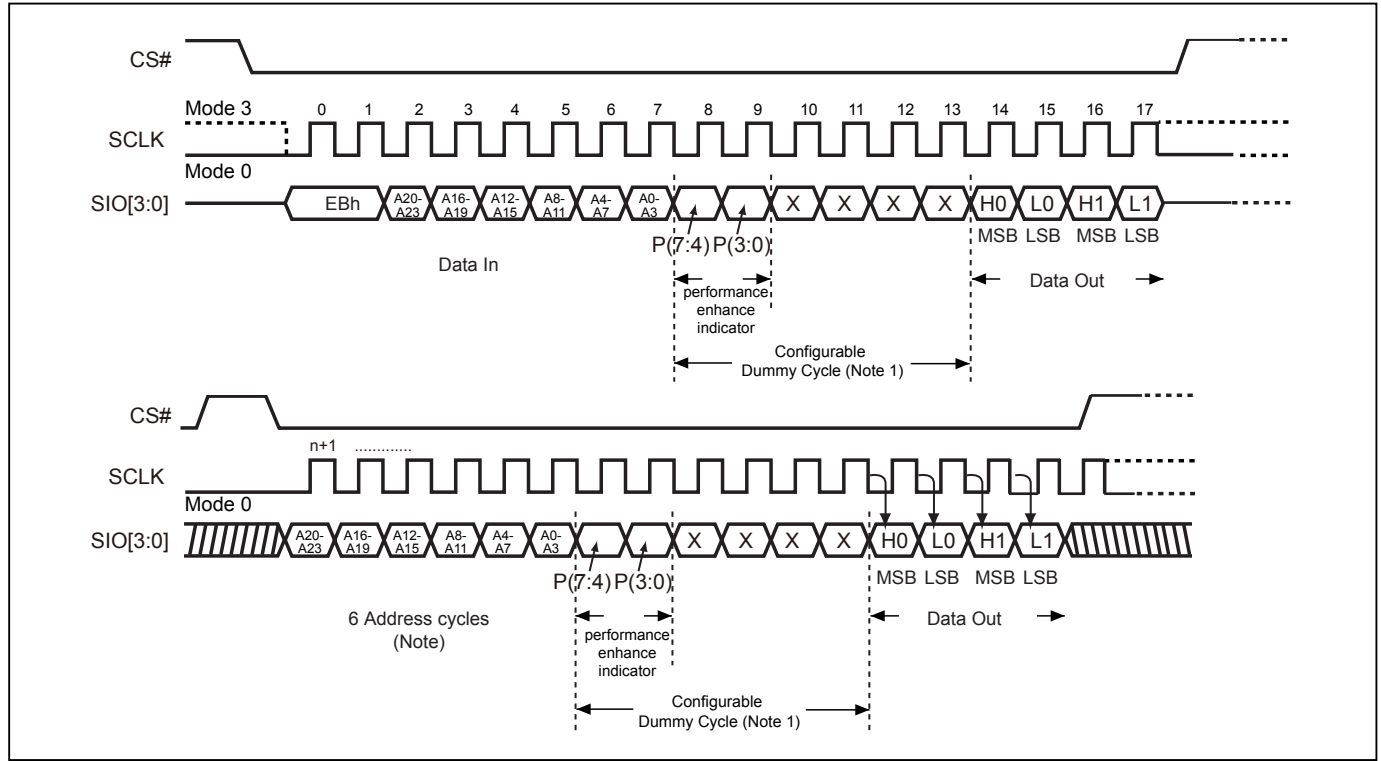 CS#
Mode 3
0 1 2 3 4 5 6 7 8 9 10 11 12 13 14 15 16 17
SCLK
Mode 0
SIO[3:0] EBh A20-A23 A16-A19 A12-A15 A8-A11 A4-A7 A0-A3 X X X X H0 L0 H1 L1
P(7:4) P(3:0) MSB LSB MSB LSB
Data In
Data Out
performance
enhance
indicator
Configurable
Dummy Cycle (Note 1)
CS#
n+1 .............
SCLK
Mode 0
SIO[3:0] A20-A23 A16-A19 A12-A15 A8-A11 A4-A7 A0-A3 X X X X H0 L0 H1 L1
P(7:4) P(3:0) MSB LSB MSB LSB
6 Address cycles
(Note)
Data Out
performance
enhance
indicator
Configurable
Dummy Cycle (Note 1)